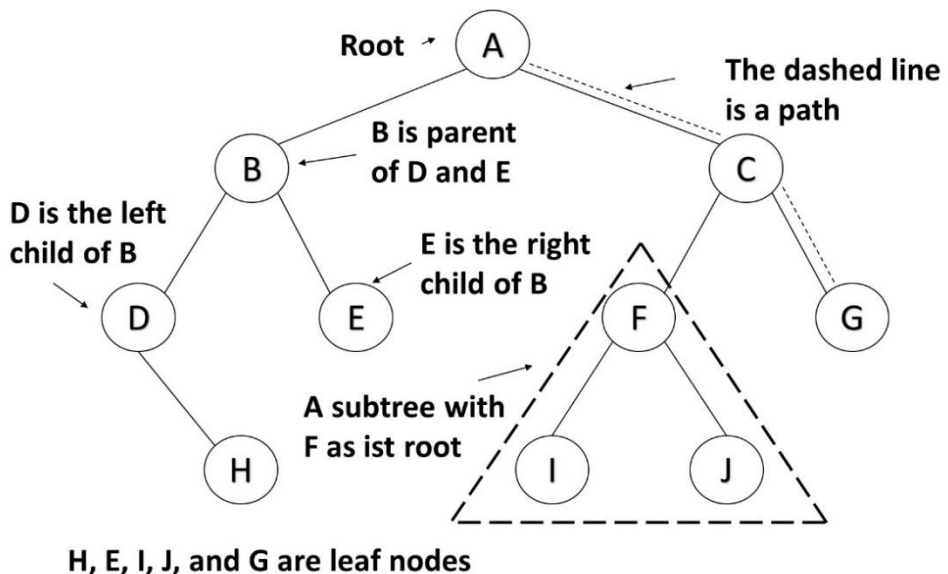 Root
A
The dashed line
is a path
B is parent
of D and E
B
C
D is the left
child of B
E is the right
child of B
D
E
F
G
A subtree with
F as ist root
H
I
J
H, E, I, J, and G are leaf nodes